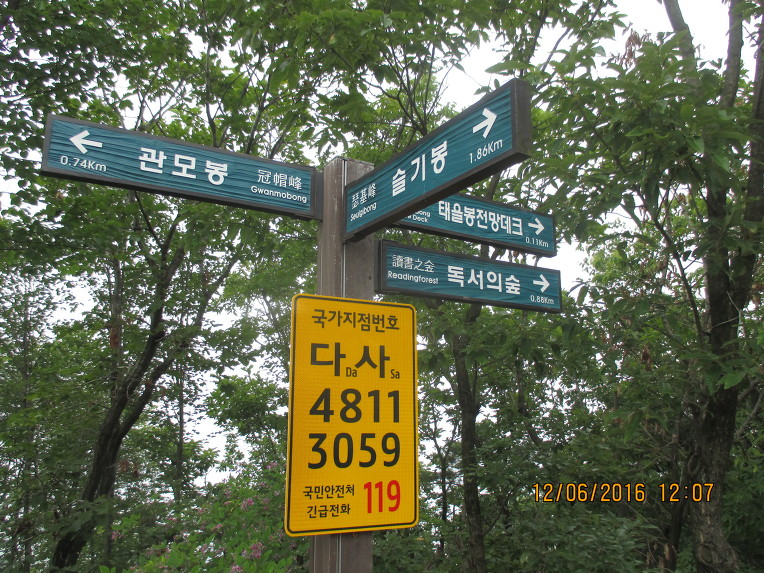 관모봉 冠帽峰
0.74Km Gwanmobong
瑟基峰 슬기봉
Seulgibong 1.86Km
태을봉전망데크
Deck 0.11Km
讀書之숲 독서의숲
Readingforest 0.88Km
국가지점번호
다 사
Da Sa
4811
3059
국민안전처
긴급전화 119
12/06/2016 12:07